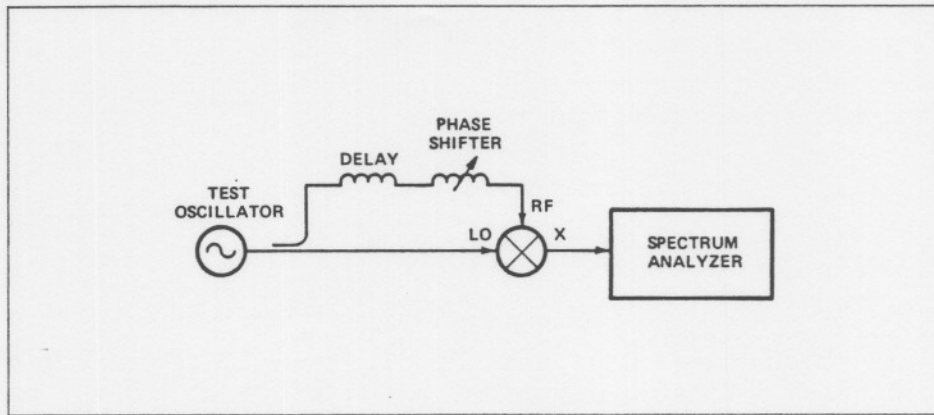 PHASE
SHIFTER
DELAY
TEST
OSCILLATOR
RF
LO
X
SPECTRUM
ANALYZER